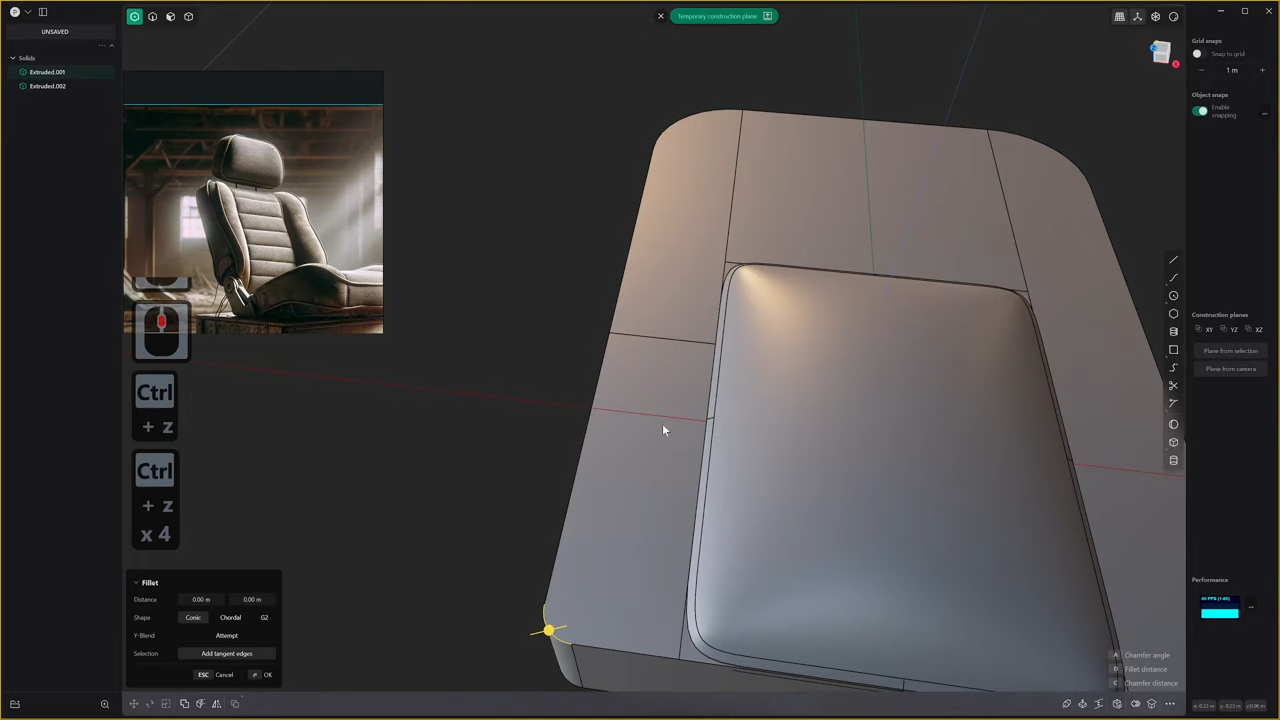 P
UNSAVED
Solids
Extruded.001
Extruded.002
Temporary construction plane
Grid snaps
Snap to grid
1 m
Object snaps
Enable
snapping
Construction planes
XY
YZ
XZ
Plane from selection
Plane from camera
Performance
Ctrl
+ z
Ctrl
+ z
x 4
Fillet
Distance
0.00 m
0.00 m
Shape
Conic
Chordal
G2
Y-Blend
Attempt
Selection
Add tangent edges
ESC
Cancel
OK
A
Chamfer angle
D
Fillet distance
C
Chamfer distance